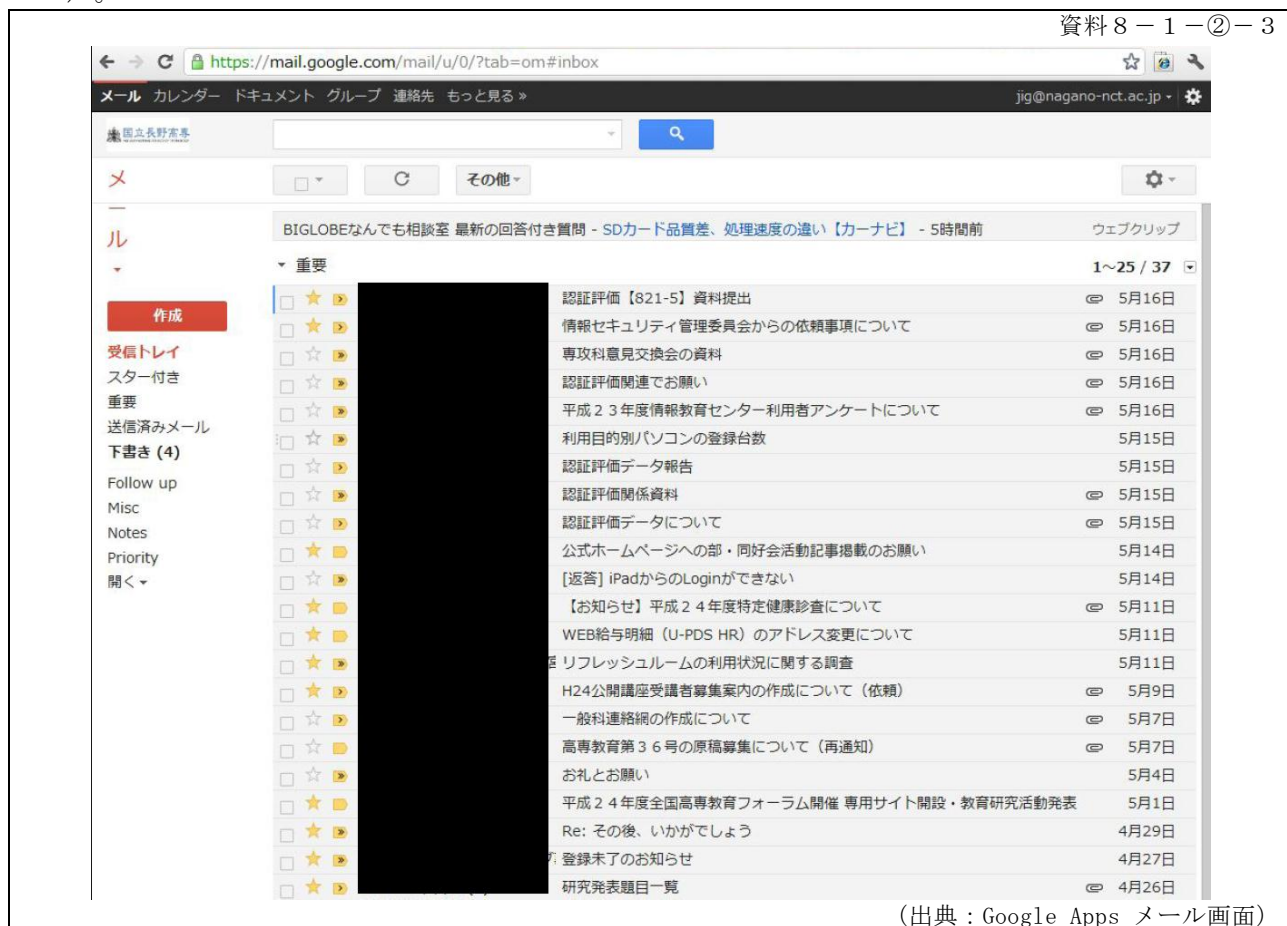 資料８－１－②－３
https://mail.google.com/mail/u/0/?tab=om#inbox
メール カレンダー ドキュメント グループ 連絡先 もっと見る »
jig@nagano-nct.ac.jp
国立長野高専
メール
その他
BIGLOBEなんでも相談室 最新の回答付き質問 - SDカード品質差、処理速度の違い【カーナビ】 - 5時間前
ウェブクリップ
重要
1～25 / 37
作成
受信トレイ
スター付き
重要
送信済みメール
下書き (4)
Follow up
Misc
Notes
Priority
開く
認証評価【821-5】資料提出 5月16日
情報セキュリティ管理委員会からの依頼事項について 5月16日
専攻科意見交換会の資料 5月16日
認証評価関連でお願い 5月16日
平成２３年度情報教育センター利用者アンケートについて 5月16日
利用目的別パソコンの登録台数 5月15日
認証評価データ報告 5月15日
認証評価関係資料 5月15日
認証評価データについて 5月15日
公式ホームページへの部・同好会活動記事掲載のお願い 5月14日
[返答] iPadからのLoginができない 5月14日
【お知らせ】平成２４年度特定健康診査について 5月11日
WEB給与明細（U-PDS HR）のアドレス変更について 5月11日
リフレッシュルームの利用状況に関する調査 5月11日
H24公開講座受講者募集案内の作成について（依頼） 5月9日
一般科連絡網の作成について 5月7日
高専教育第３６号の原稿募集について（再通知） 5月7日
お礼とお願い 5月4日
平成２４年度全国高専教育フォーラム開催 専用サイト開設・教育研究活動発表 5月1日
Re: その後、いかがでしょう 4月29日
登録未了のお知らせ 4月27日
研究発表題目一覧 4月26日
（出典：Google Apps メール画面）